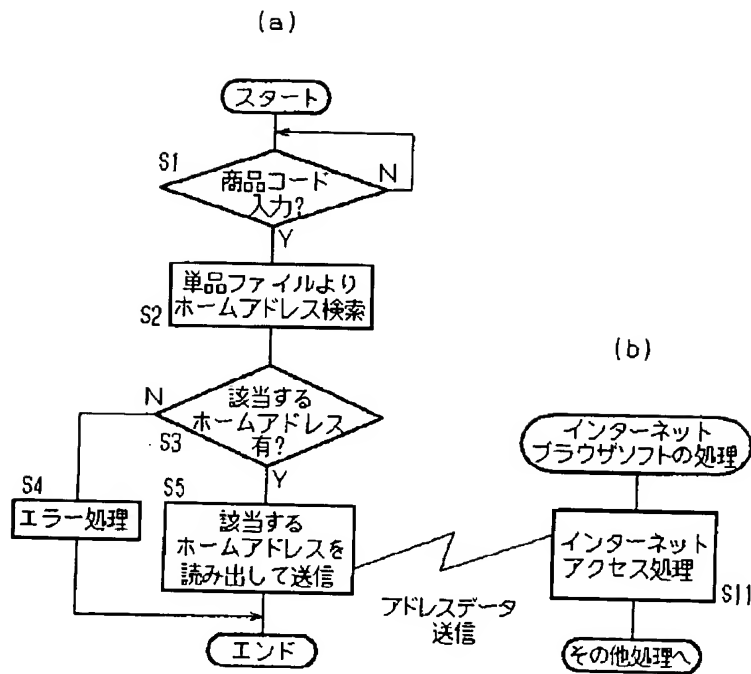 (a)
スタート
S1
商品コード
入力?
N
Y
単品ファイルより
ホームアドレス検索
S2
N
該当する
ホームアドレス
有?
S3
Y
S4
エラー処理
S5
該当する
ホームアドレスを
読み出して送信
エンド
アドレスデータ
送信
(b)
インターネット
ブラウザソフトの処理
インターネット
アクセス処理
S11
その他処理へ